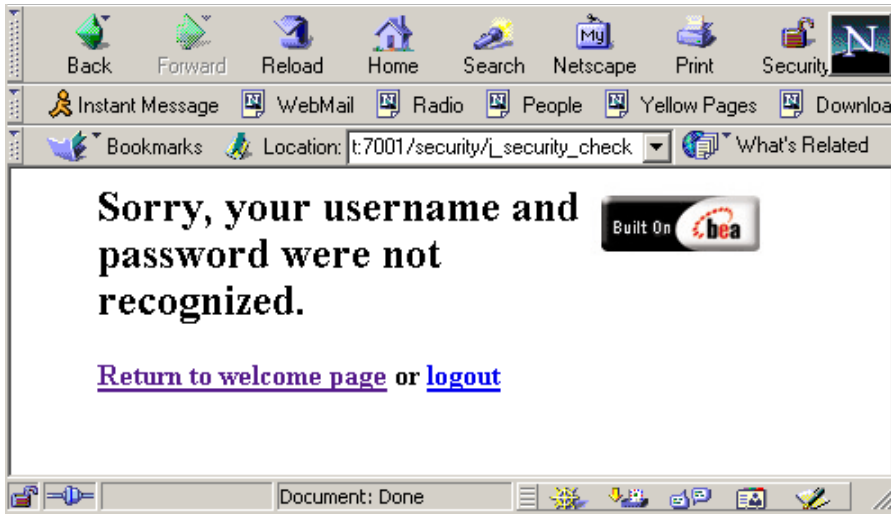 Back Forward Reload Home Search Netscape Print Security
My
N
Instant Message WebMail Radio People Yellow Pages Downloa
Bookmarks Location: t:7001/security/j_security_check What's Related
Sorry, your username and
password were not
recognized.
Built On bea
Return to welcome page or logout
Document: Done